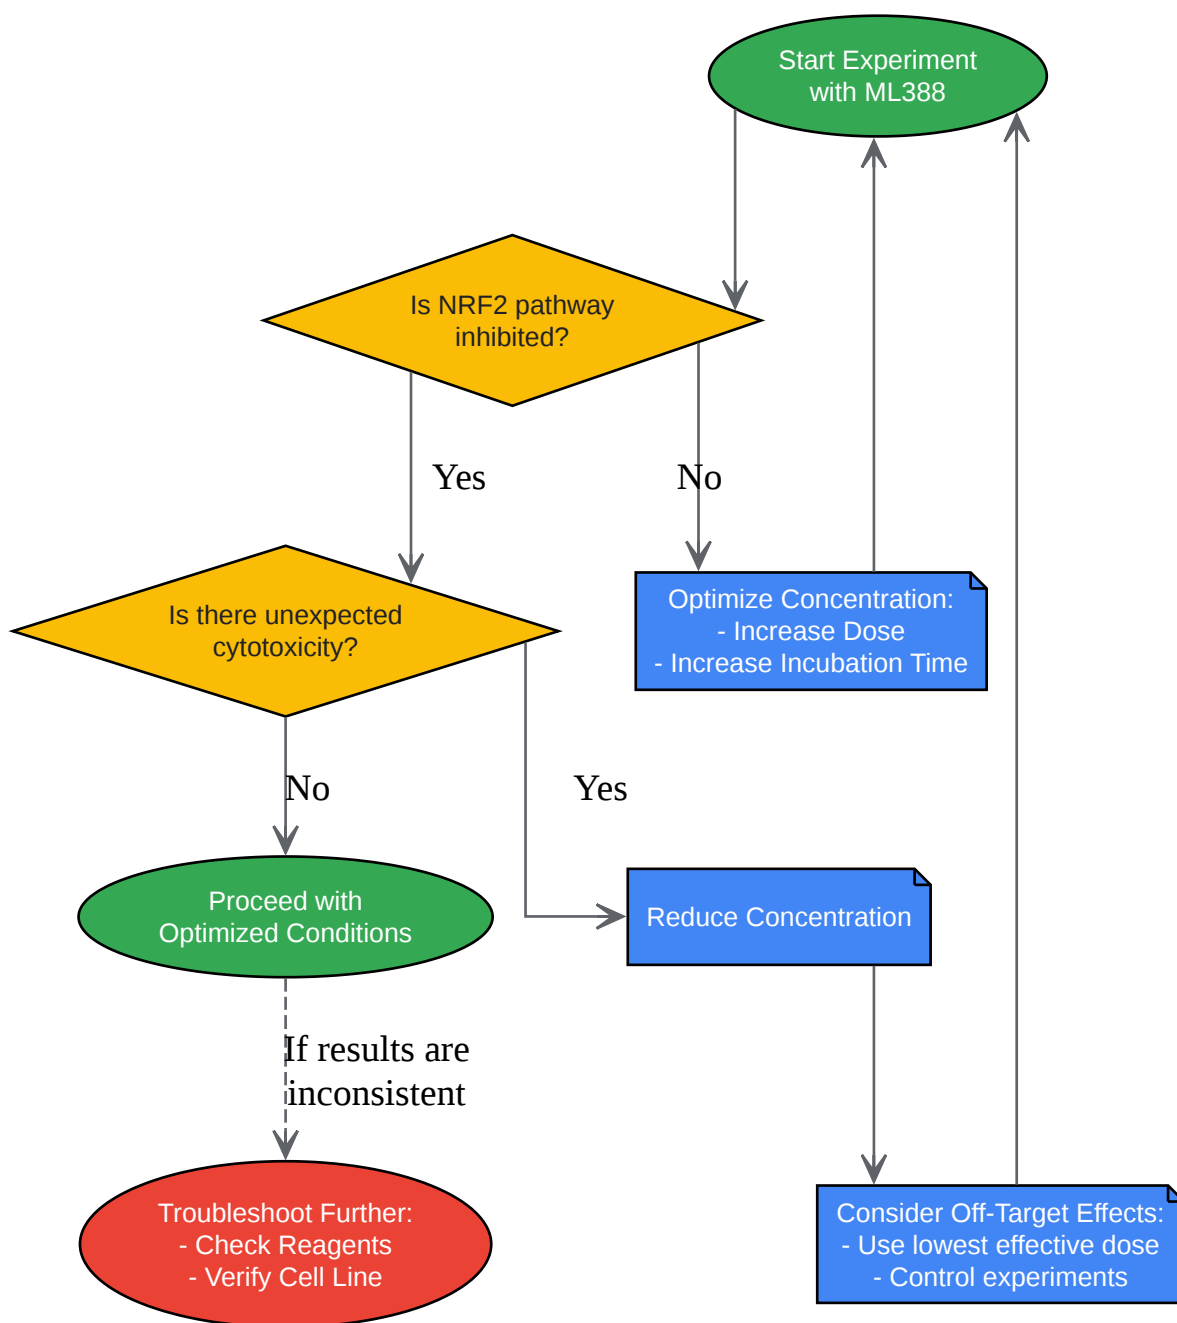 Start Experiment
with ML388
Is NRF2 pathway
inhibited?
Yes
No
Is there unexpected
cytotoxicity?
Optimize Concentration:
- Increase Dose
- Increase Incubation Time
No
Yes
Proceed with
Optimized Conditions
Reduce Concentration
If results are
inconsistent
Troubleshoot Further:
- Check Reagents
- Verify Cell Line
Consider Off-Target Effects:
- Use lowest effective dose
- Control experiments